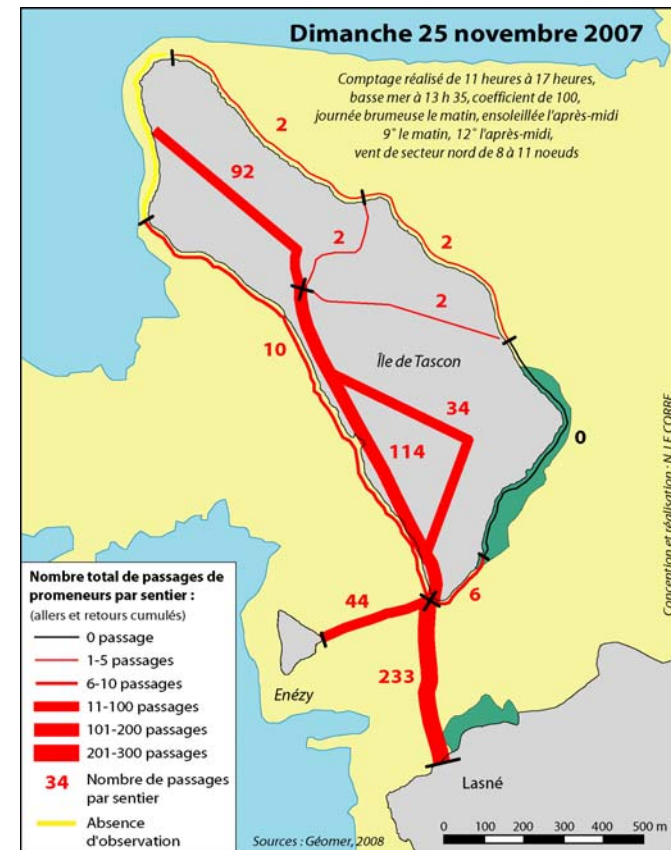 Dimanche 25 novembre 2007
Comptage réalisé de 11 heures à 17 heures,
basse mer à 13 h 35, coefficient de 100,
journée brumeuse le matin, ensoleillée l'après-midi
9° le matin, 12° l'après-midi,
vent de secteur nord de 8 à 11 noeuds
2
92
2
2
2
10
Île de Tascon
34
114
0
44
6
233
Enézy
Lasné
Conception et réalisation : N. LE CORRE
Nombre total de passages de
promeneurs par sentier :
(allers et retours cumulés)
0 passage
1-5 passages
6-10 passages
11-100 passages
101-200 passages
201-300 passages
34 Nombre de passages
par sentier
Absence
d'observation
Sources : Géomer, 2008
0 100 200 300 400 500 m